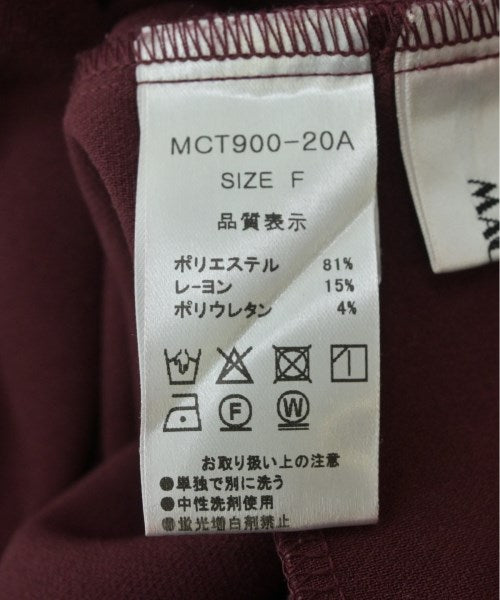 MCT900-20A
SIZE F
品質表示
ポリエステル 81%
レーヨン 15%
ポリウレタン 4%
F W
お取り扱い上の注意
●単独で別に洗う
●中性洗剤使用
●蛍光増白剤禁止
MAC